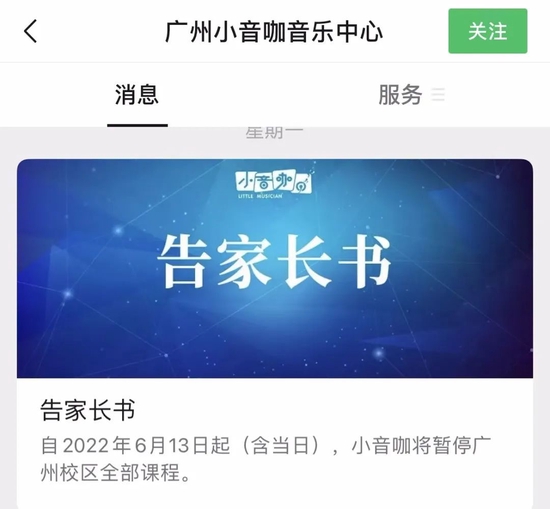 广州小音咖音乐中心
关注
消息
服务
星期一
小音咖
LITTLE MUSICIAN
告家长书
告家长书
自2022年6月13日起（含当日），小音咖将暂停广
州校区全部课程。